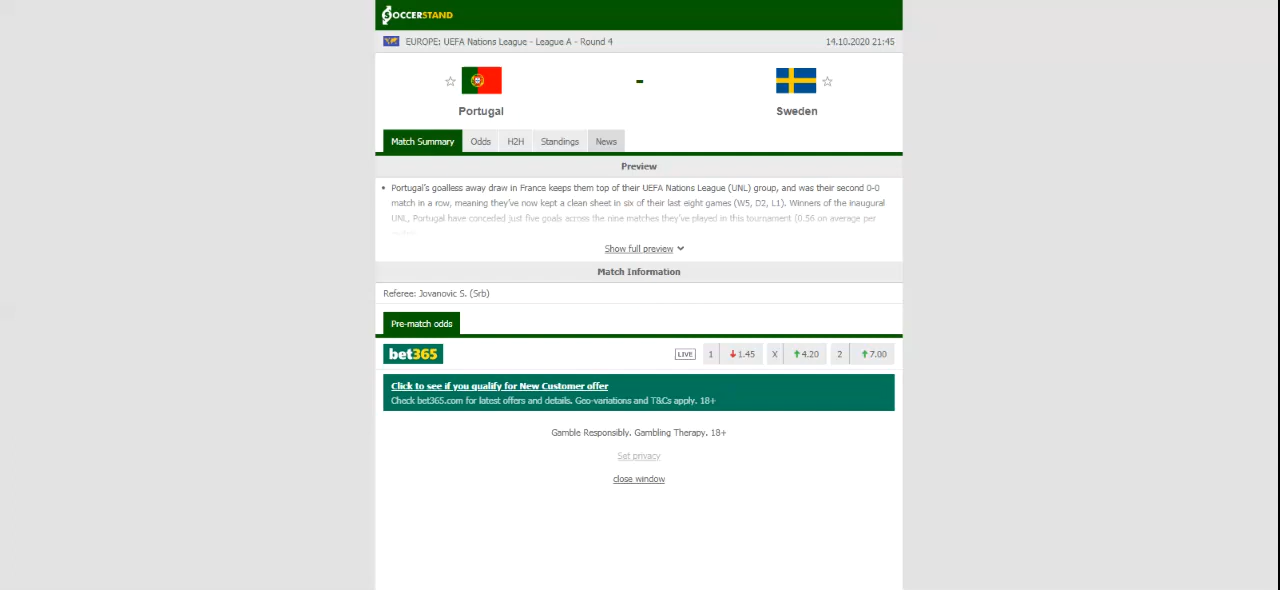 SOCCERSTAND
EUROPE: UEFA Nations League - League A - Round 4 14.10.2020 21:45
-
Portugal Sweden
Match Summary Odds H2H Standings News
Preview
• Portugal's goalless away draw in France keeps them top of their UEFA Nations League (UNL) group, and was their second 0-0
match in a row, meaning they've now kept a clean sheet in six of their last eight games (W5, D2, L1). Winners of the inaugural
UNL, Portugal have conceded just five goals across the nine matches they've played in this tournament (0.56 on average per
Show full preview
Match Information
Referee: Jovanovic S. (Srb)
Pre-match odds
bet365 LIVE 1 1.45 X 4.20 2 7.00
Click to see if you qualify for New Customer offer
Check bet365.com for latest offers and details. Geo-variations and T&Cs apply. 18+
Gamble Responsibly. Gambling Therapy. 18+
Set privacy
close window